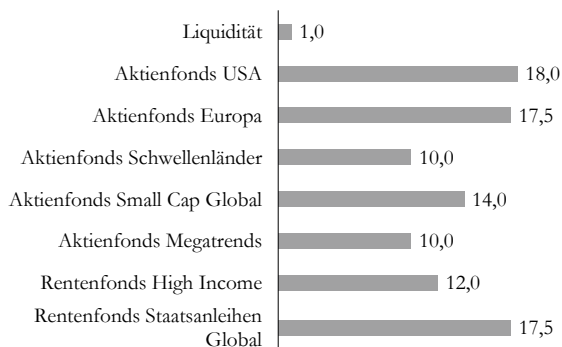 Liquidität 1,0
Aktienfonds USA 18,0
Aktienfonds Europa 17,5
Aktienfonds Schwellenländer 10,0
Aktienfonds Small Cap Global 14,0
Aktienfonds Megatrends 10,0
Rentenfonds High Income 12,0
Rentenfonds Staatsanleihen
Global 17,5